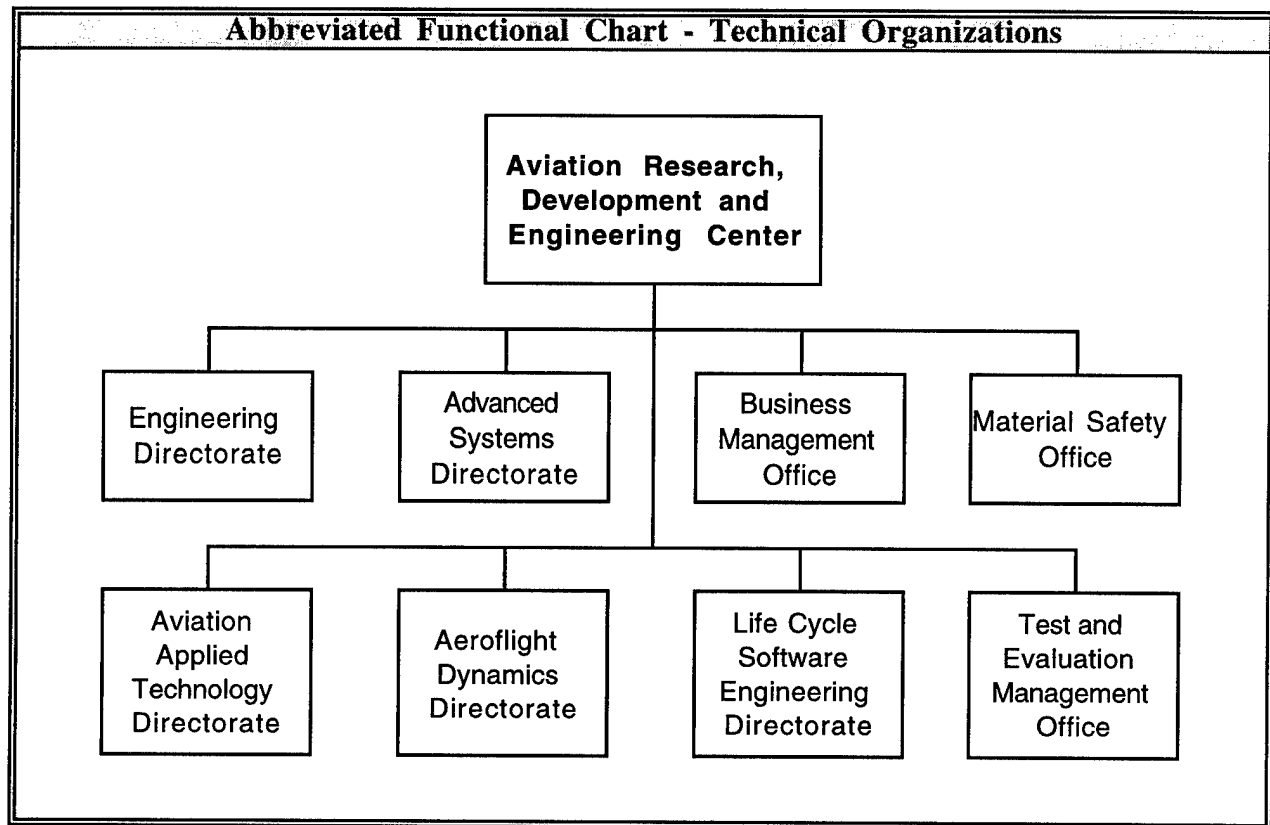 Abbreviated Functional Chart - Technical Organizations
Aviation Research,
Development and
Engineering Center
Engineering
Directorate
Advanced
Systems
Directorate
Business
Management
Office
Material Safety
Office
Aviation
Applied
Technology
Directorate
Aeroflight
Dynamics
Directorate
Life Cycle
Software
Engineering
Directorate
Test and
Evaluation
Management
Office